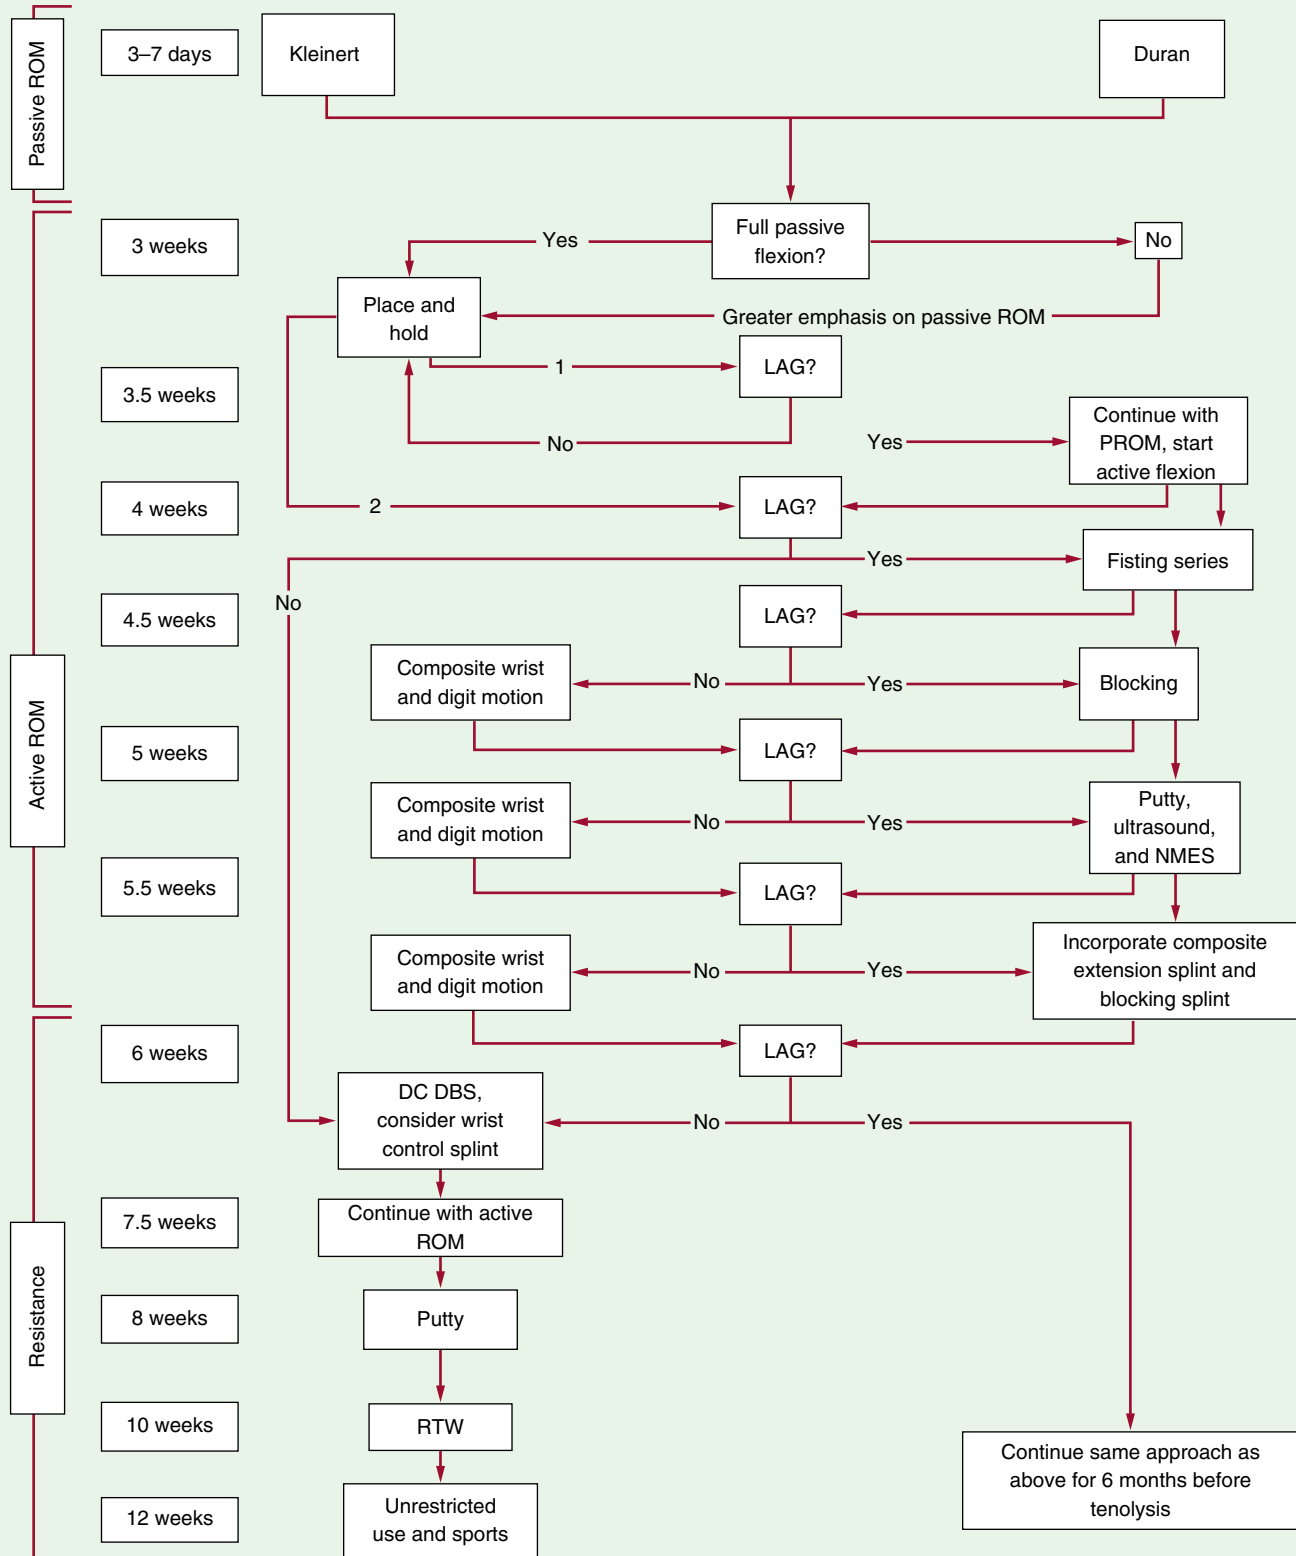 Passive ROM
3–7 days
Kleinert
Duran
3 weeks
Full passive
flexion?
Yes
No
Place and
hold
Greater emphasis on passive ROM
1
LAG?
3.5 weeks
No
Yes
Continue with
PROM, start
active flexion
4 weeks
2
LAG?
Yes
Fisting series
No
4.5 weeks
LAG?
Active ROM
Composite wrist
and digit motion
No
Yes
Blocking
5 weeks
LAG?
Composite wrist
and digit motion
No
Yes
Putty,
ultrasound,
and NMES
5.5 weeks
LAG?
Composite wrist
and digit motion
No
Yes
Incorporate composite
extension splint and
blocking splint
6 weeks
LAG?
DC DBS,
consider wrist
control splint
No
Yes
Resistance
7.5 weeks
Continue with active
ROM
8 weeks
Putty
10 weeks
RTW
Continue same approach as
above for 6 months before
tenolysis
12 weeks
Unrestricted
use and sports